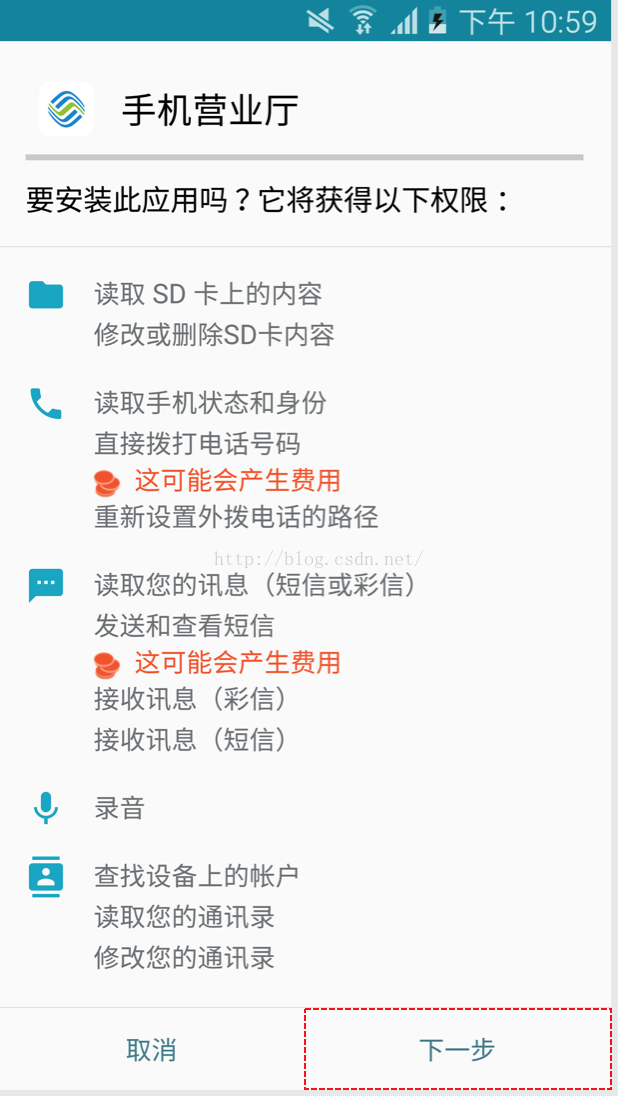 下午 10:59
手机营业厅
要安装此应用吗？它将获得以下权限：
读取 SD 卡上的内容
修改或删除SD卡内容
读取手机状态和身份
直接拨打电话号码
这可能会产生费用
重新设置外拨电话的路径
http://blog.csdn.net/
读取您的讯息（短信或彩信）
发送和查看短信
这可能会产生费用
接收讯息（彩信）
接收讯息（短信）
录音
查找设备上的帐户
读取您的通讯录
修改您的通讯录
取消 下一步